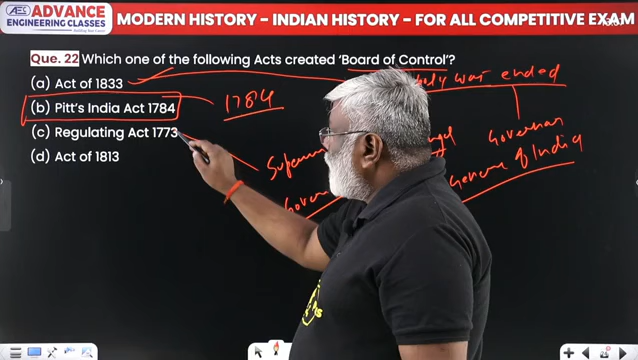 AEC ADVANCE
ENGINEERING CLASSES
MODERN HISTORY - INDIAN HISTORY - FOR ALL COMPETITIVE EXAM
Que. 22 Which one of the following Acts created ‘Board of Control’?
(a) Act of 1833
was ended
(b) Pitt's India Act 1784
1784
(c) Regulating Act 1773
Governor
General of India
(d) Act of 1813